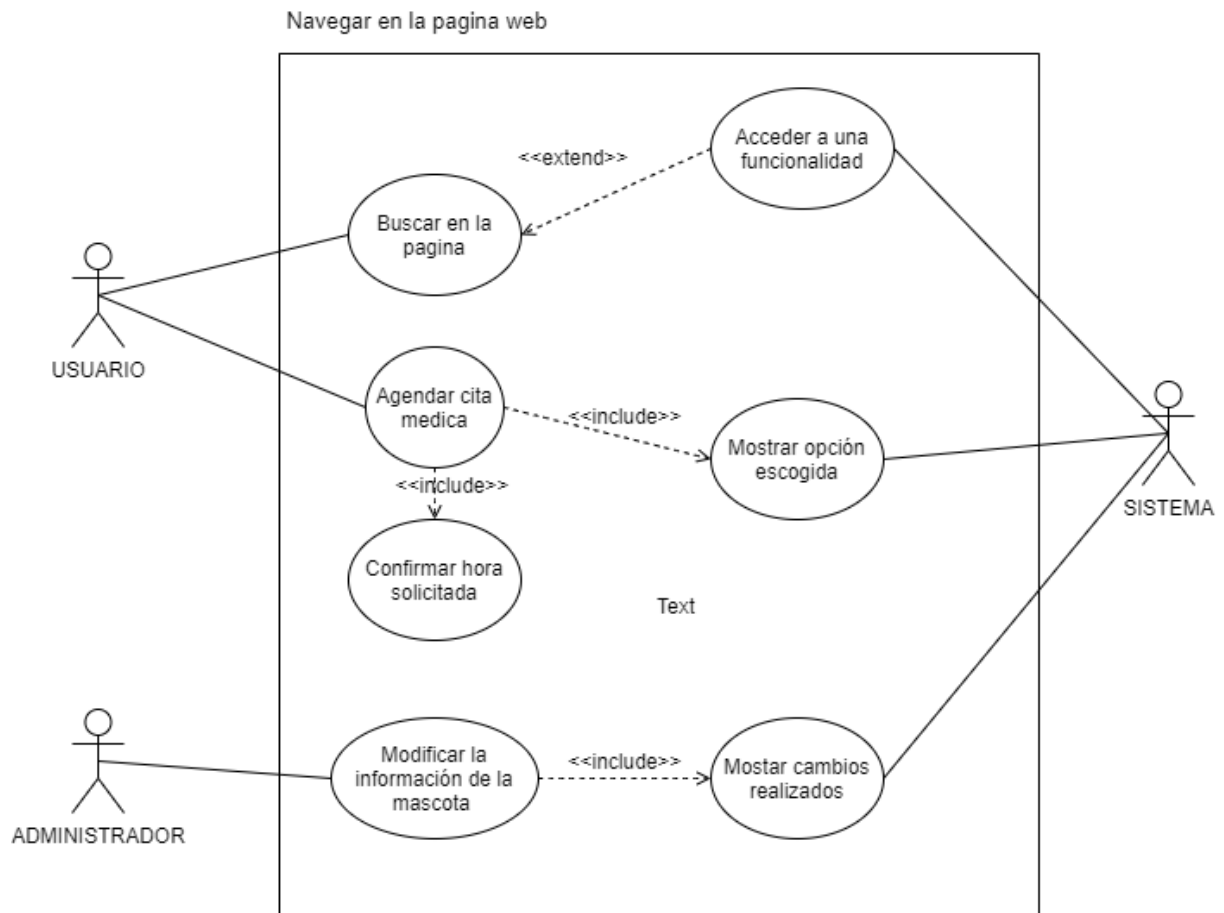 Navegar en la pagina web
Acceder a una
funcionalidad
<<extend>>
Buscar en la
pagina
USUARIO
Agendar cita
medica
<<include>>
Mostrar opción
escogida
<<include>>
SISTEMA
Confirmar hora
solicitada
Text
Modificar la
información de la
mascota
<<include>>
Mostar cambios
realizados
ADMINISTRADOR